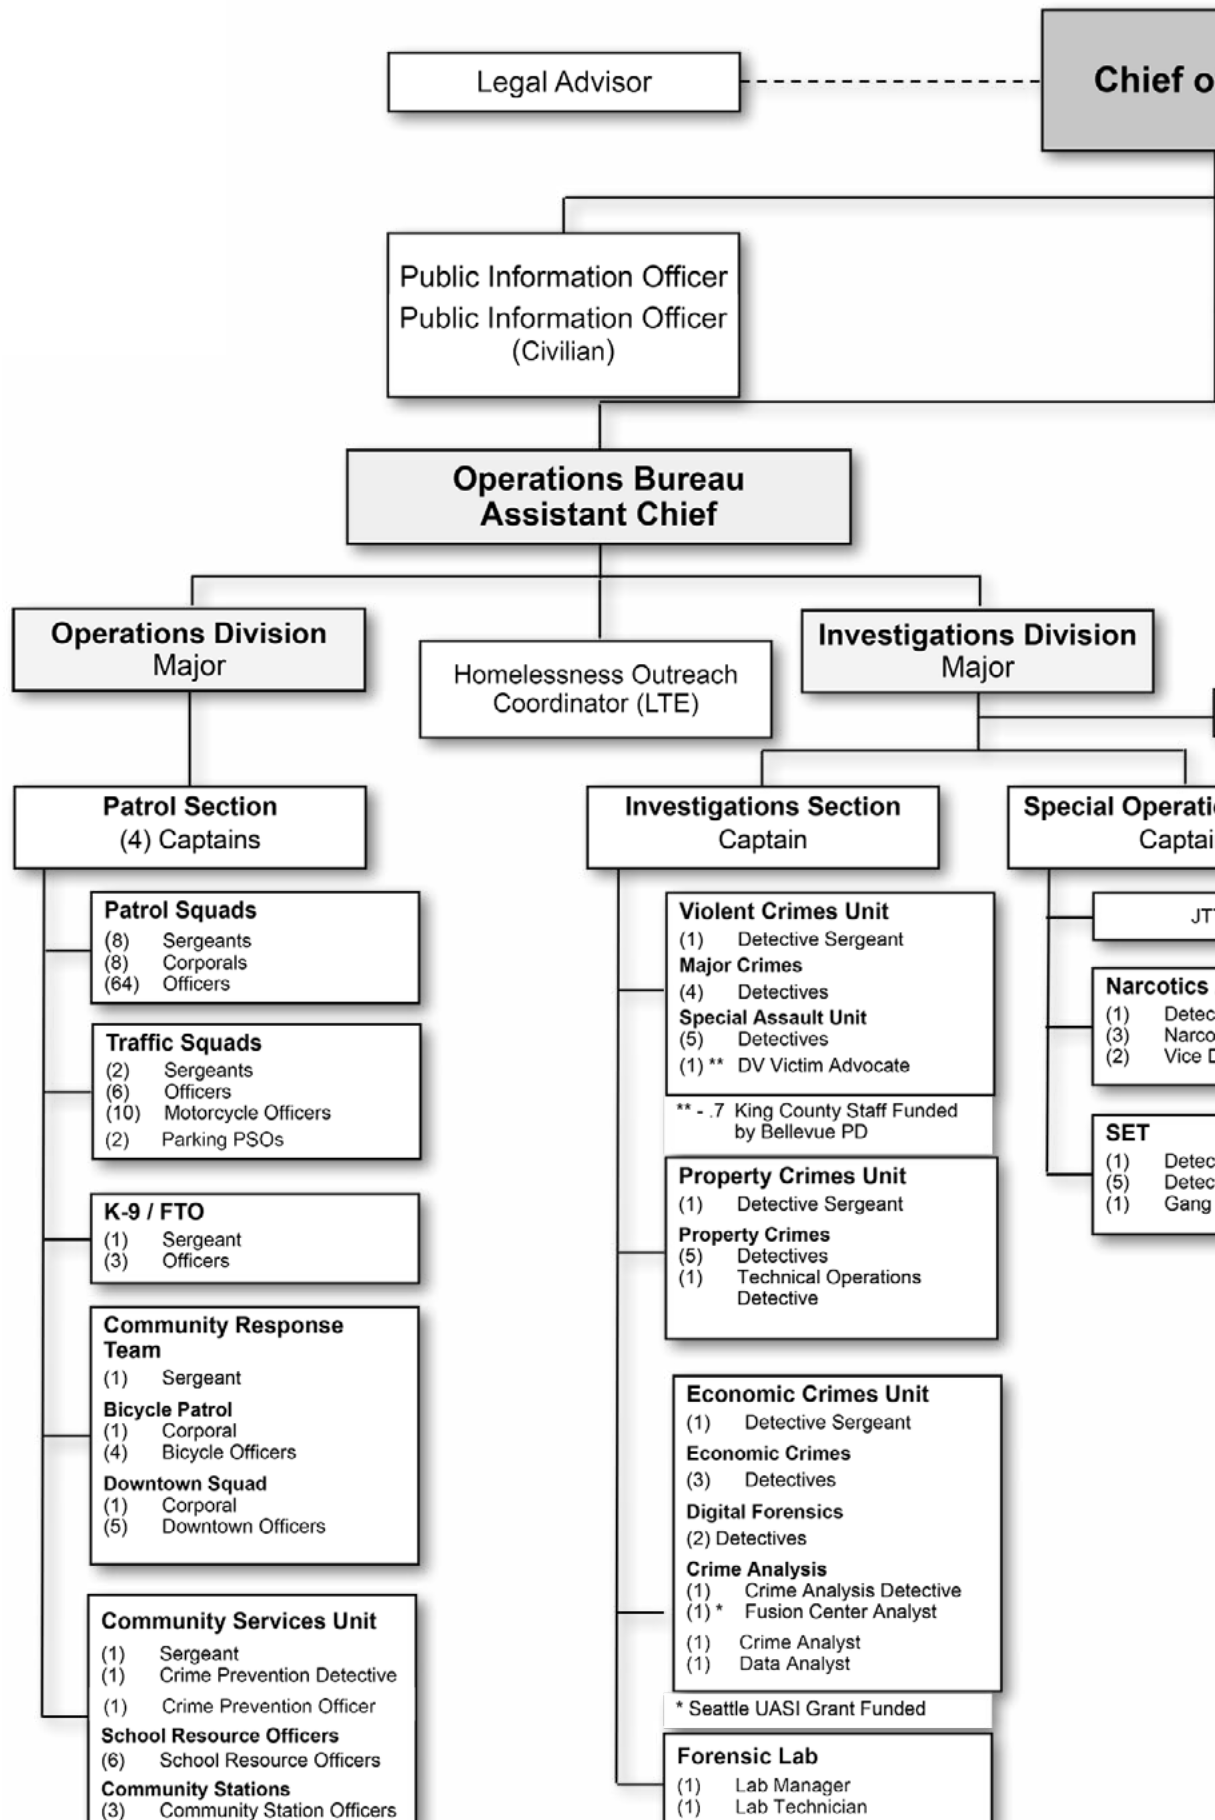 Legal Advisor
Chief o
Public Information Officer
Public Information Officer
(Civilian)
Operations Bureau
Assistant Chief
Operations Division
Major
Homelessness Outreach
Coordinator (LTE)
Investigations Division
Major
Patrol Section
(4) Captains
Patrol Squads
(8) Sergeants
(8) Corporals
(64) Officers
Traffic Squads
(2) Sergeants
(6) Officers
(10) Motorcycle Officers
(2) Parking PSOs
K-9 / FTO
(1) Sergeant
(3) Officers
Community Response
Team
(1) Sergeant
Bicycle Patrol
(1) Corporal
(4) Bicycle Officers
Downtown Squad
(1) Corporal
(5) Downtown Officers
Community Services Unit
(1) Sergeant
(1) Crime Prevention Detective
(1) Crime Prevention Officer
School Resource Officers
(6) School Resource Officers
Community Stations
(3) Community Station Officers
Investigations Section
Captain
Violent Crimes Unit
(1) Detective Sergeant
Major Crimes
(4) Detectives
Special Assault Unit
(5) Detectives
(1) ** DV Victim Advocate
** - .7 King County Staff Funded
by Bellevue PD
Property Crimes Unit
(1) Detective Sergeant
Property Crimes
(5) Detectives
(1) Technical Operations
Detective
Economic Crimes Unit
(1) Detective Sergeant
Economic Crimes
(3) Detectives
Digital Forensics
(2) Detectives
Crime Analysis
(1) Crime Analysis Detective
(1) * Fusion Center Analyst
(1) Crime Analyst
(1) Data Analyst
* Seattle UASI Grant Funded
Forensic Lab
(1) Lab Manager
(1) Lab Technician
Special Operati
Captai
JT
Narcotics
(1) Detec
(3) Narco
(2) Vice D
SET
(1) Detec
(5) Detec
(1) Gang